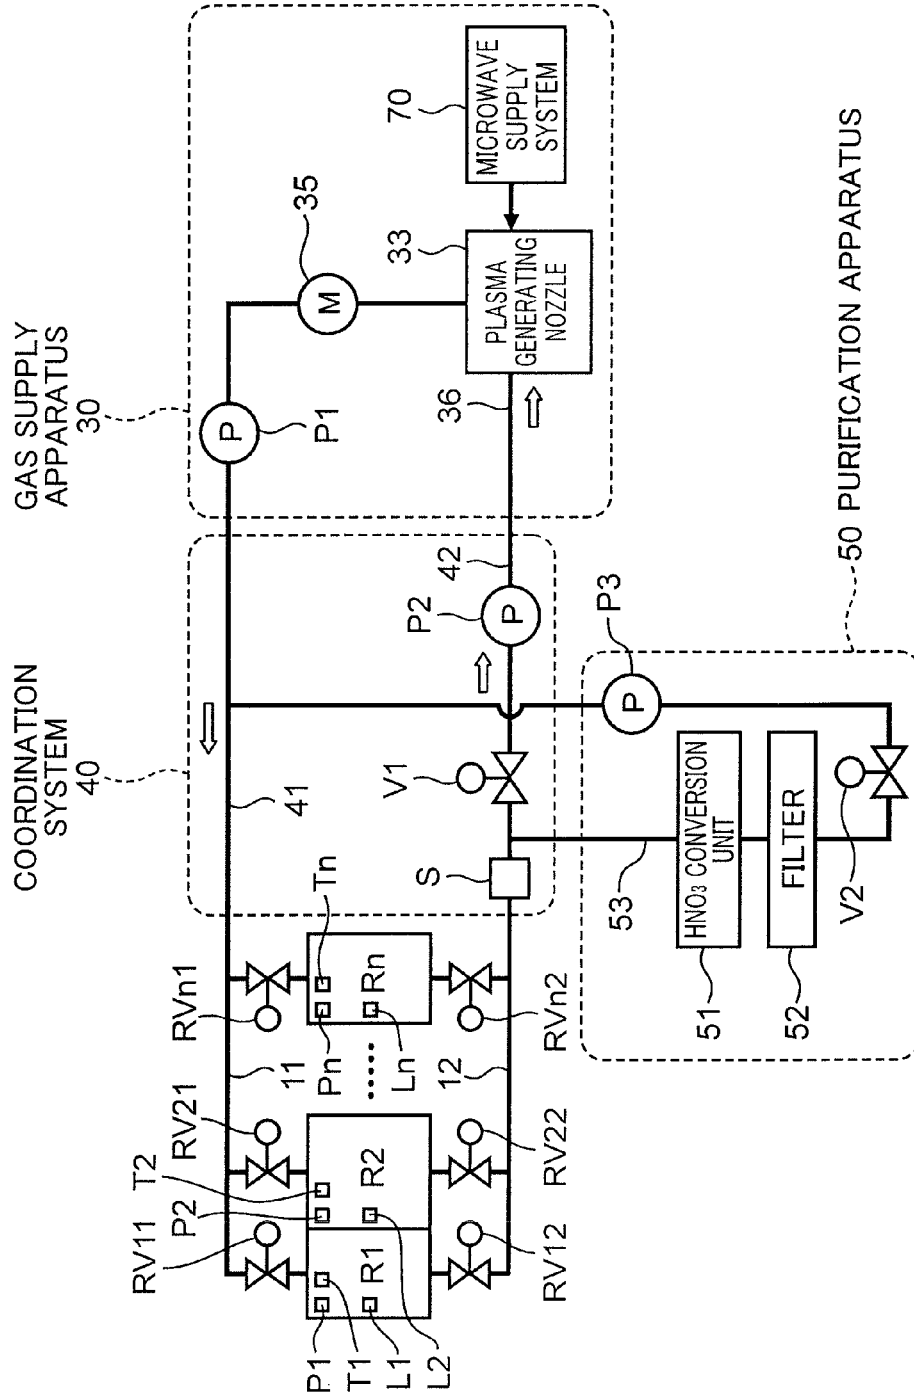 GAS SUPPLY
APPARATUS
30
COORDINATION
SYSTEM
40
50 PURIFICATION APPARATUS
RV11
P2
T2
RV21
RVn1
11
41
P
P1
M
35
70
MICROWAVE
SUPPLY
SYSTEM
33
PLASMA
GENERATING
NOZZLE
36
42
P2
P
V1
S
Tn
Pn
Rn
Ln
R2
R1
P1
T1
L1
L2
12
RV12
RV22
RVn2
53
P3
P
HNO3 CONVERSION
UNIT
FILTER
51
52
V2